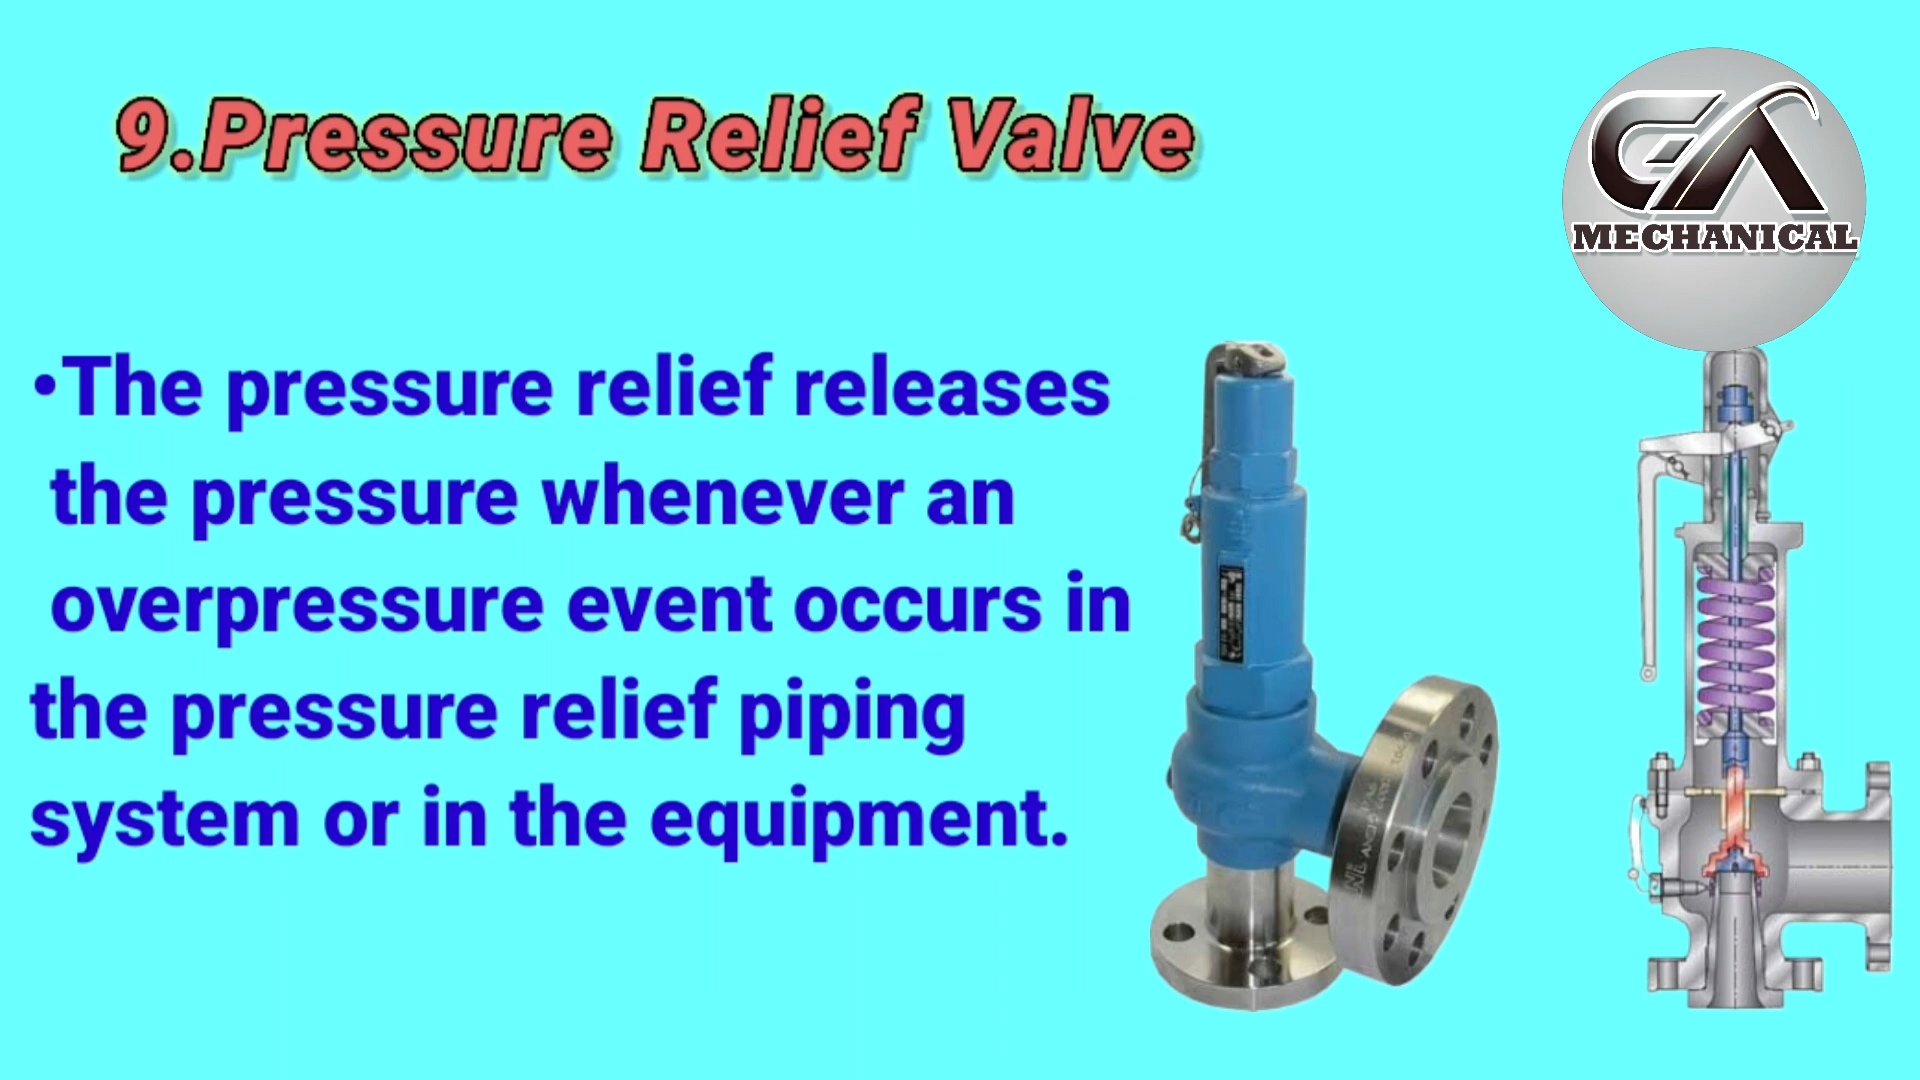 9.Pressure Relief Valve
GA
MECHANICAL
•The pressure relief releases
the pressure whenever an
overpressure event occurs in
the pressure relief piping
system or in the equipment.